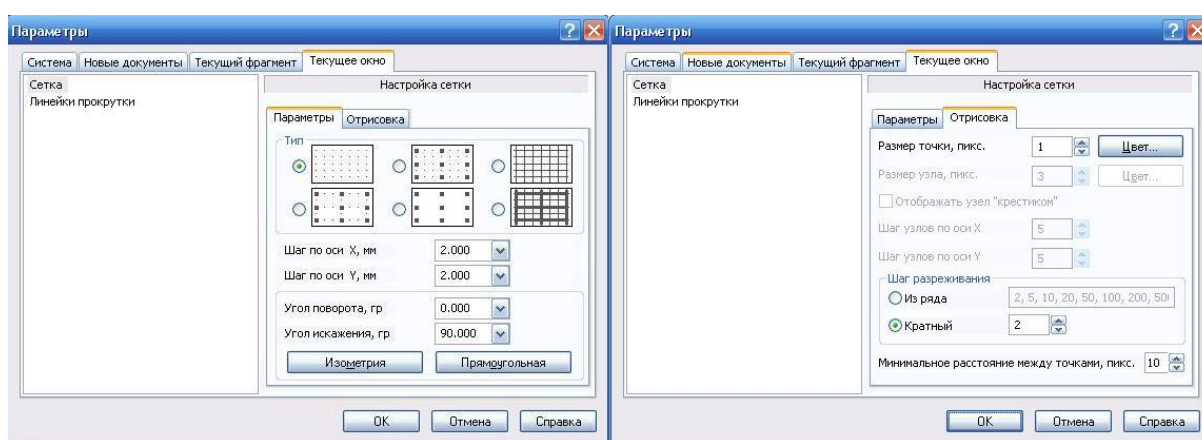 Параметры
Система Новые документы Текущий фрагмент Текущее окно
Сетка
Линейки прокрутки
Настройка сетки
Параметры Отрисовка
Тип
Шаг по оси X, мм 2.000
Шаг по оси Y, мм 2.000
Угол поворота, гр 0.000
Угол искажения, гр 90.000
Изометрия Прямоугольная
OK Отмена Справка
Параметры
Система Новые документы Текущий фрагмент Текущее окно
Сетка
Линейки прокрутки
Настройка сетки
Параметры Отрисовка
Размер точки, пикс. 1 Цвет...
Размер узла, пикс. 3 Цвет...
Отображать узел "крестиком"
Шаг узлов по оси X 5
Шаг узлов по оси Y 5
Шаг разреживания
Из ряда 2, 5, 10, 20, 50, 100, 200, 50
Кратный 2
Минимальное расстояние между точками, пикс. 10
OK Отмена Справка